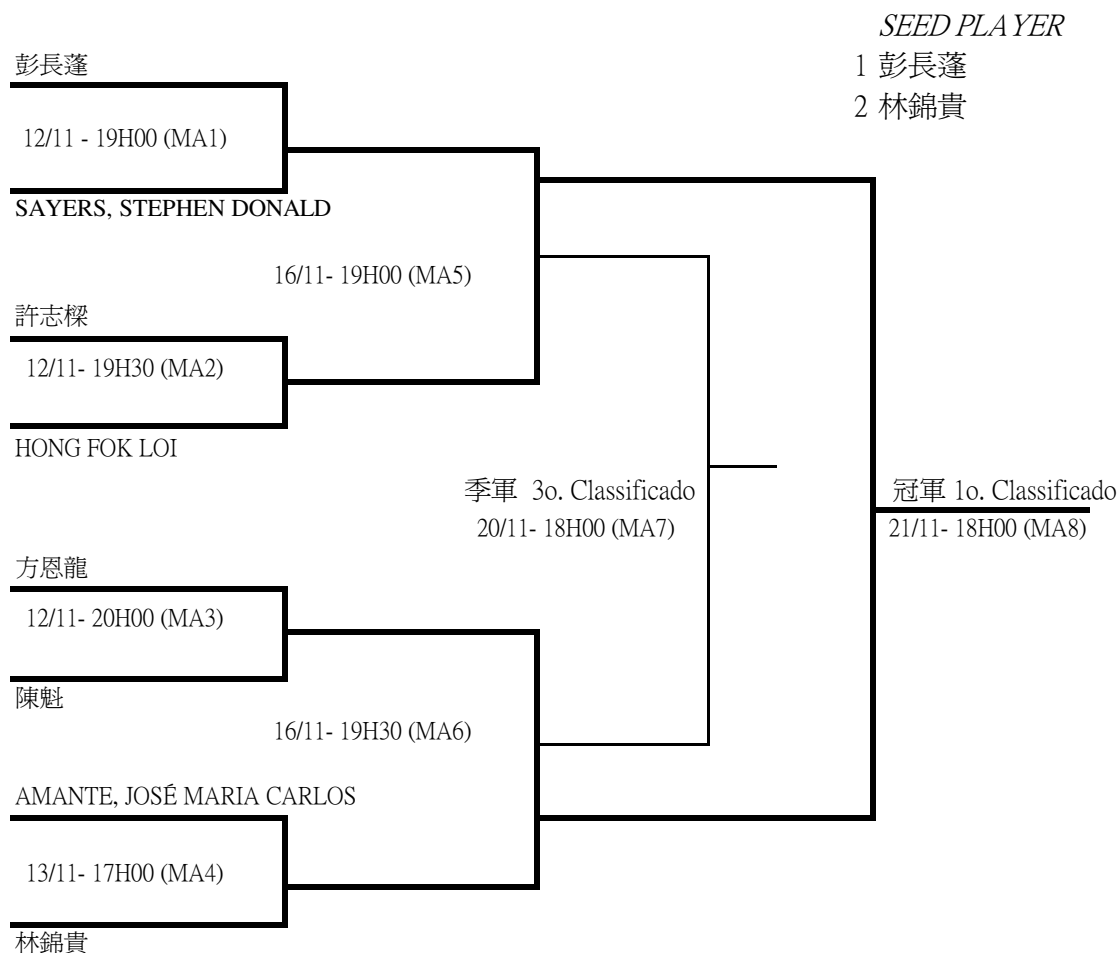 SEED PLAYER
1 彭長蓬
2 林錦貴
彭長蓬
12/11 - 19H00 (MA1)
SAYERS, STEPHEN DONALD
16/11- 19H00 (MA5)
許志樑
12/11- 19H30 (MA2)
HONG FOK LOI
季軍 3o. Classificado
20/11- 18H00 (MA7)
冠軍 1o. Classificado
21/11- 18H00 (MA8)
方恩龍
12/11- 20H00 (MA3)
陳魁
16/11- 19H30 (MA6)
AMANTE, JOSÉ MARIA CARLOS
13/11- 17H00 (MA4)
林錦貴